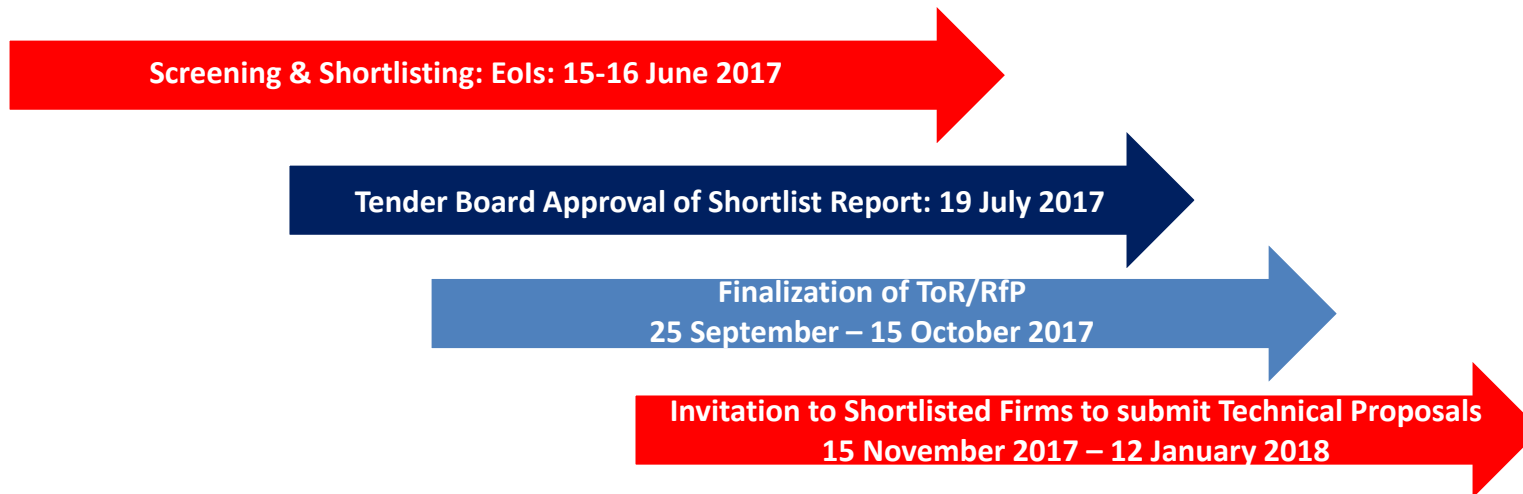 Screening & Shortlisting: EoIs: 15-16 June 2017
Tender Board Approval of Shortlist Report: 19 July 2017
Finalization of ToR/RfP
25 September – 15 October 2017
Invitation to Shortlisted Firms to submit Technical Proposals
15 November 2017 – 12 January 2018